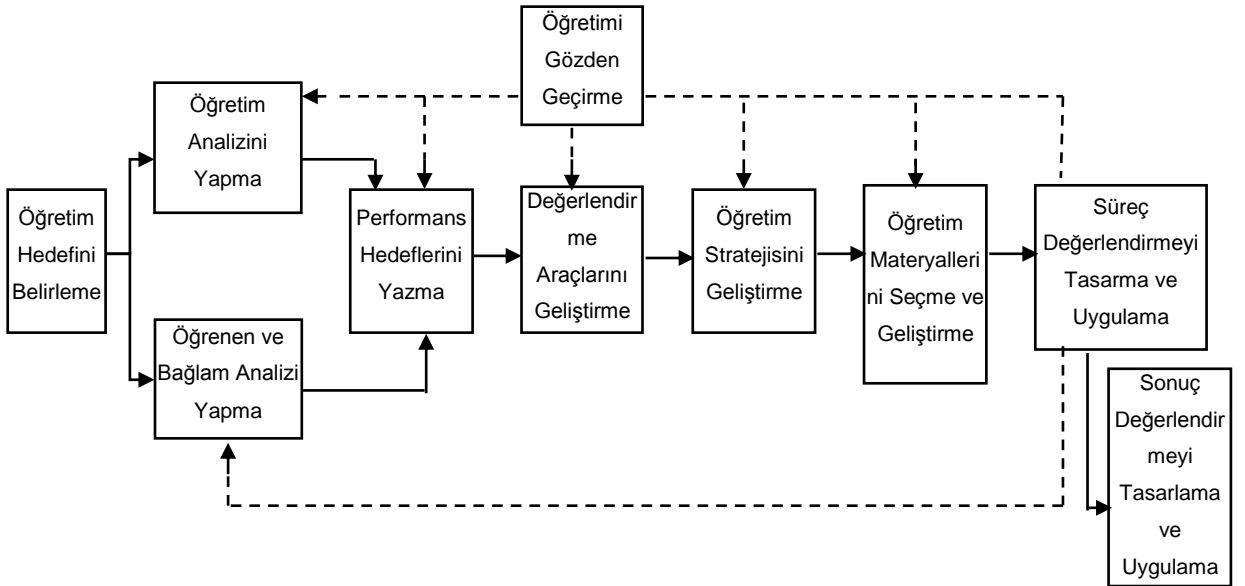 Öğretimi
Gözden
Geçirme
Öğretim
Analizini
Yapma
Öğretim
Hedefini
Belirleme
Öğrenen ve
Bağlam Analizi
Yapma
Performans
Hedeflerini
Yazma
Değerlendir
me
Araçlarını
Geliştirme
Öğretim
Stratejisini
Geliştirme
Öğretim
Materyalleri
ni Seçme ve
Geliştirme
Süreç
Değerlendirmeyi
Tasarma ve
Uygulama
Sonuç
Değerlendir
meyi
Tasarlama
ve
Uygulama